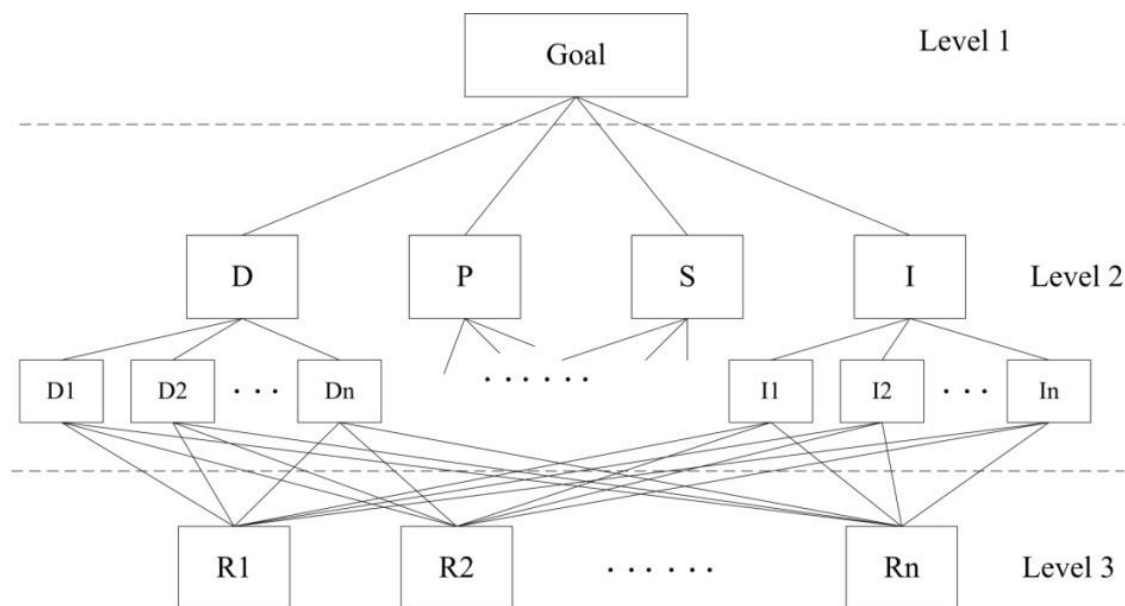 Goal
Level 1
D P S I
Level 2
D1 D2 ... Dn ...... I1 I2 ... In
R1 R2 ...... Rn
Level 3